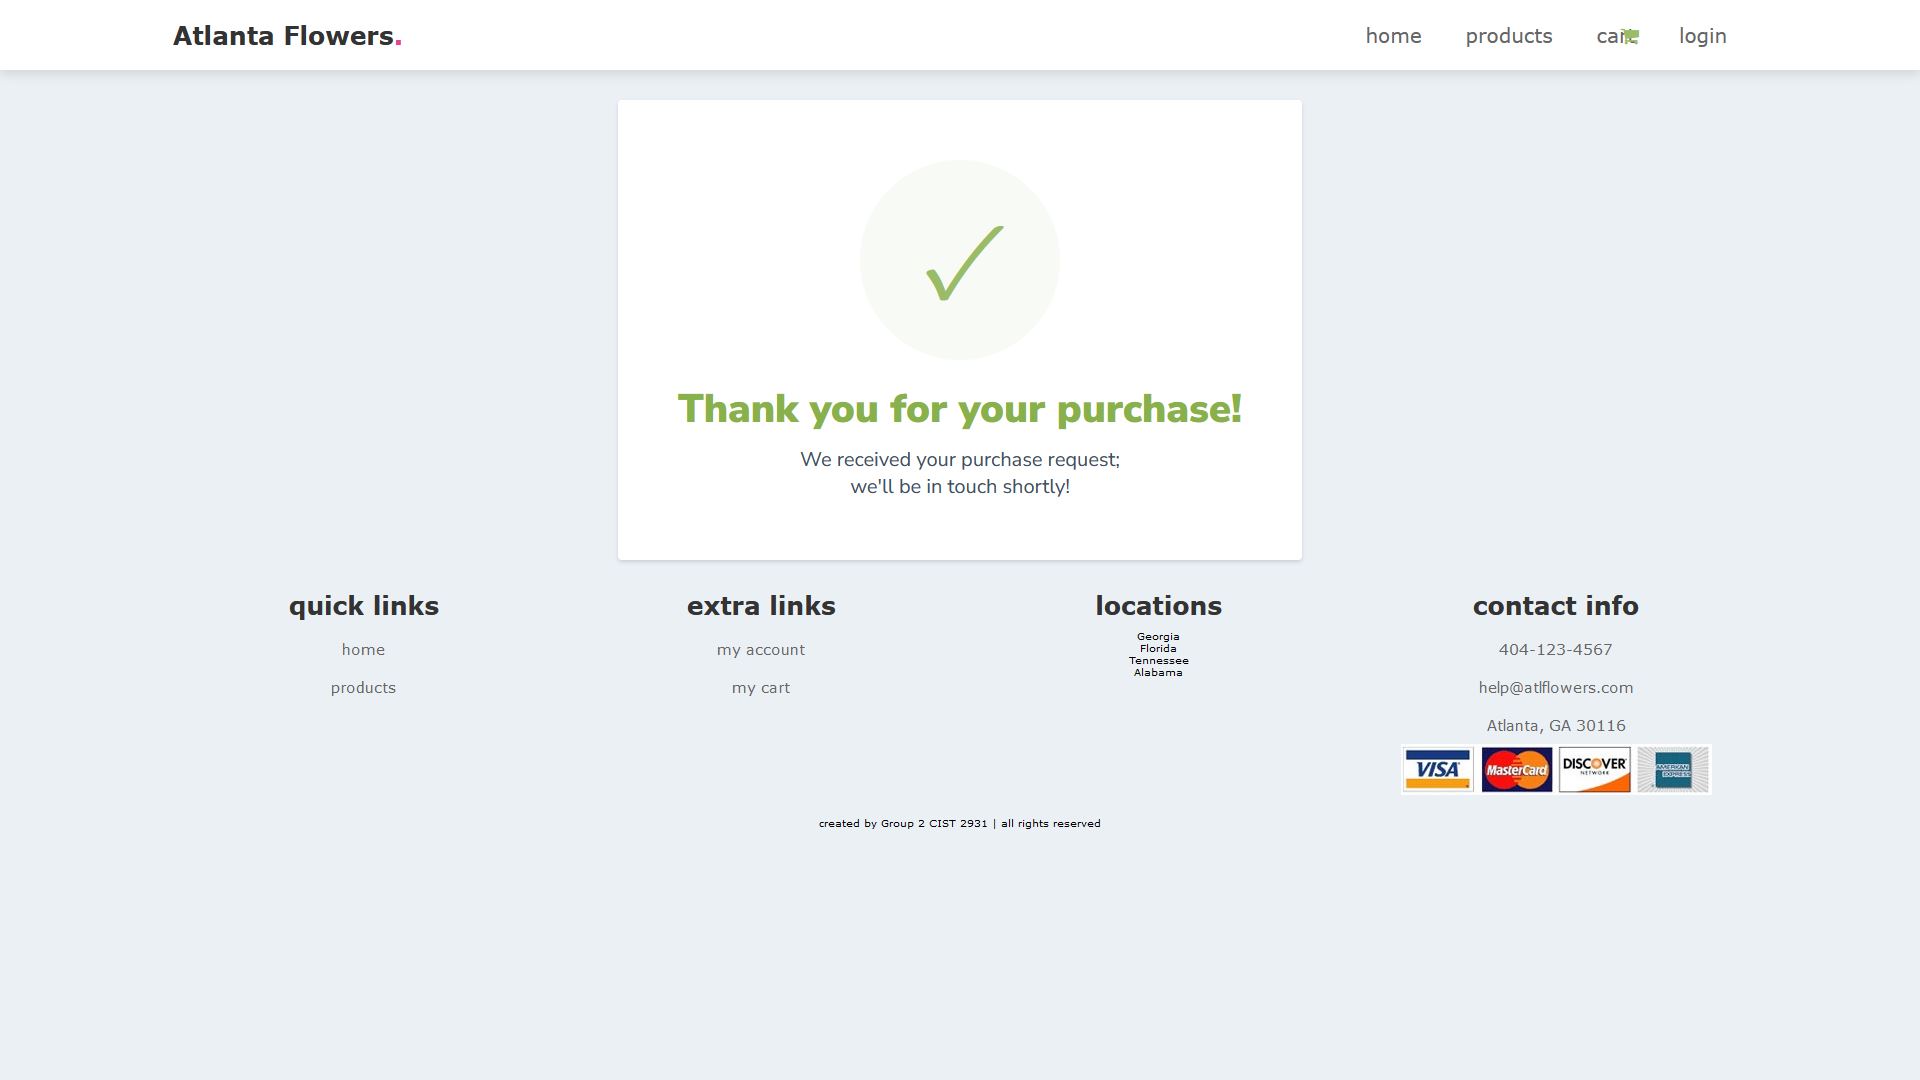 Atlanta Flowers.
home
products
cart
login
✓
Thank you for your purchase!
We received your purchase request;
we'll be in touch shortly!
quick links
home
products
extra links
my account
my cart
locations
Georgia
Florida
Tennessee
Alabama
contact info
404-123-4567
help@atlflowers.com
Atlanta, GA 30116
VISA
MasterCard
DISCOVER
NETWORK
AMERICAN
EXPRESS
created by Group 2 CIST 2931 | all rights reserved